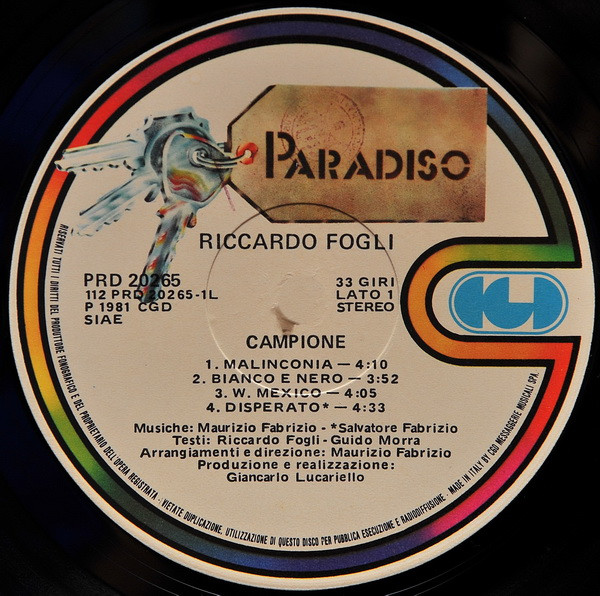 PARADISO
RICCARDO FOGLI
PRD 20265
112 PRD 20265-1L
P 1981 CGD
SIAE
33 GIRI
LATO 1
STEREO
CGD
CAMPIONE
1. MALINCONIA — 4:10
2. BIANCO E NERO — 3:52
3. W. MEXICO — 4:05
4. DISPERATO* — 4:33
Musiche: Maurizio Fabrizio - *Salvatore Fabrizio
Testi: Riccardo Fogli - Guido Morra
Arrangiamenti e direzione: Maurizio Fabrizio
Produzione e realizzazione:
Giancarlo Lucariello
RISERVATI TUTTI I DIRITTI DEL PRODUTTORE FONOGRAFICO E DEL PROPRIETARIO DELL'OPERA REGISTRATA - VIETATE DUPLICAZIONE, UTILIZZAZIONE DI QUESTO DISCO PER PUBBLICA ESECUZIONE E RADIODIFFUSIONE - MADE IN ITALY BY CGD MESSAGGERIE MUSICALI SPA.